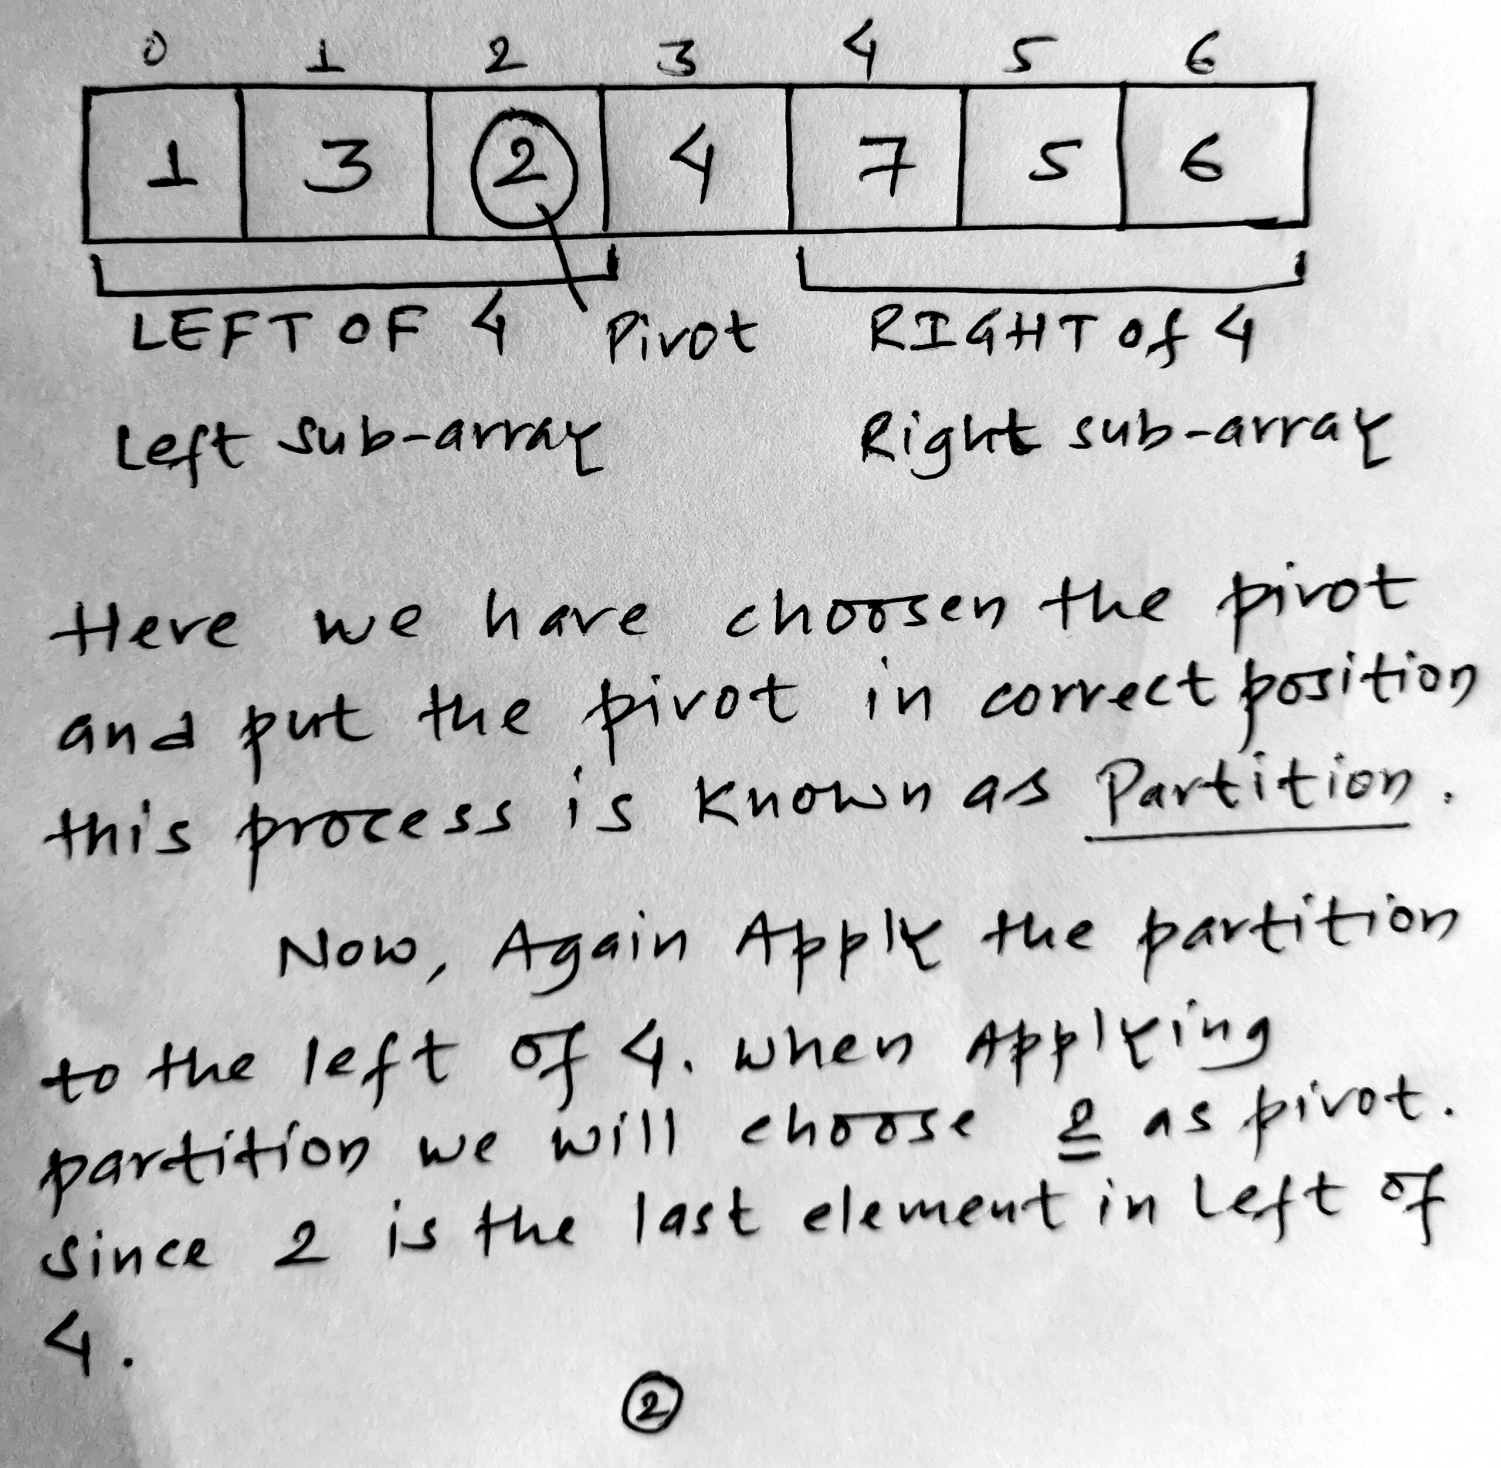 0 1 2 3 4 5 6
1 3 2 4 7 5 6
LEFT OF 4 Pivot RIGHT of 4
Left sub-array Right sub-array
Here we have choosen the pivot
and put the pivot in correct position
this process is known as Partition.
Now, Again Apply the partition
to the left of 4. when Applying
partition we will choose 2 as pivot.
Since 2 is the last element in Left of
4.
2